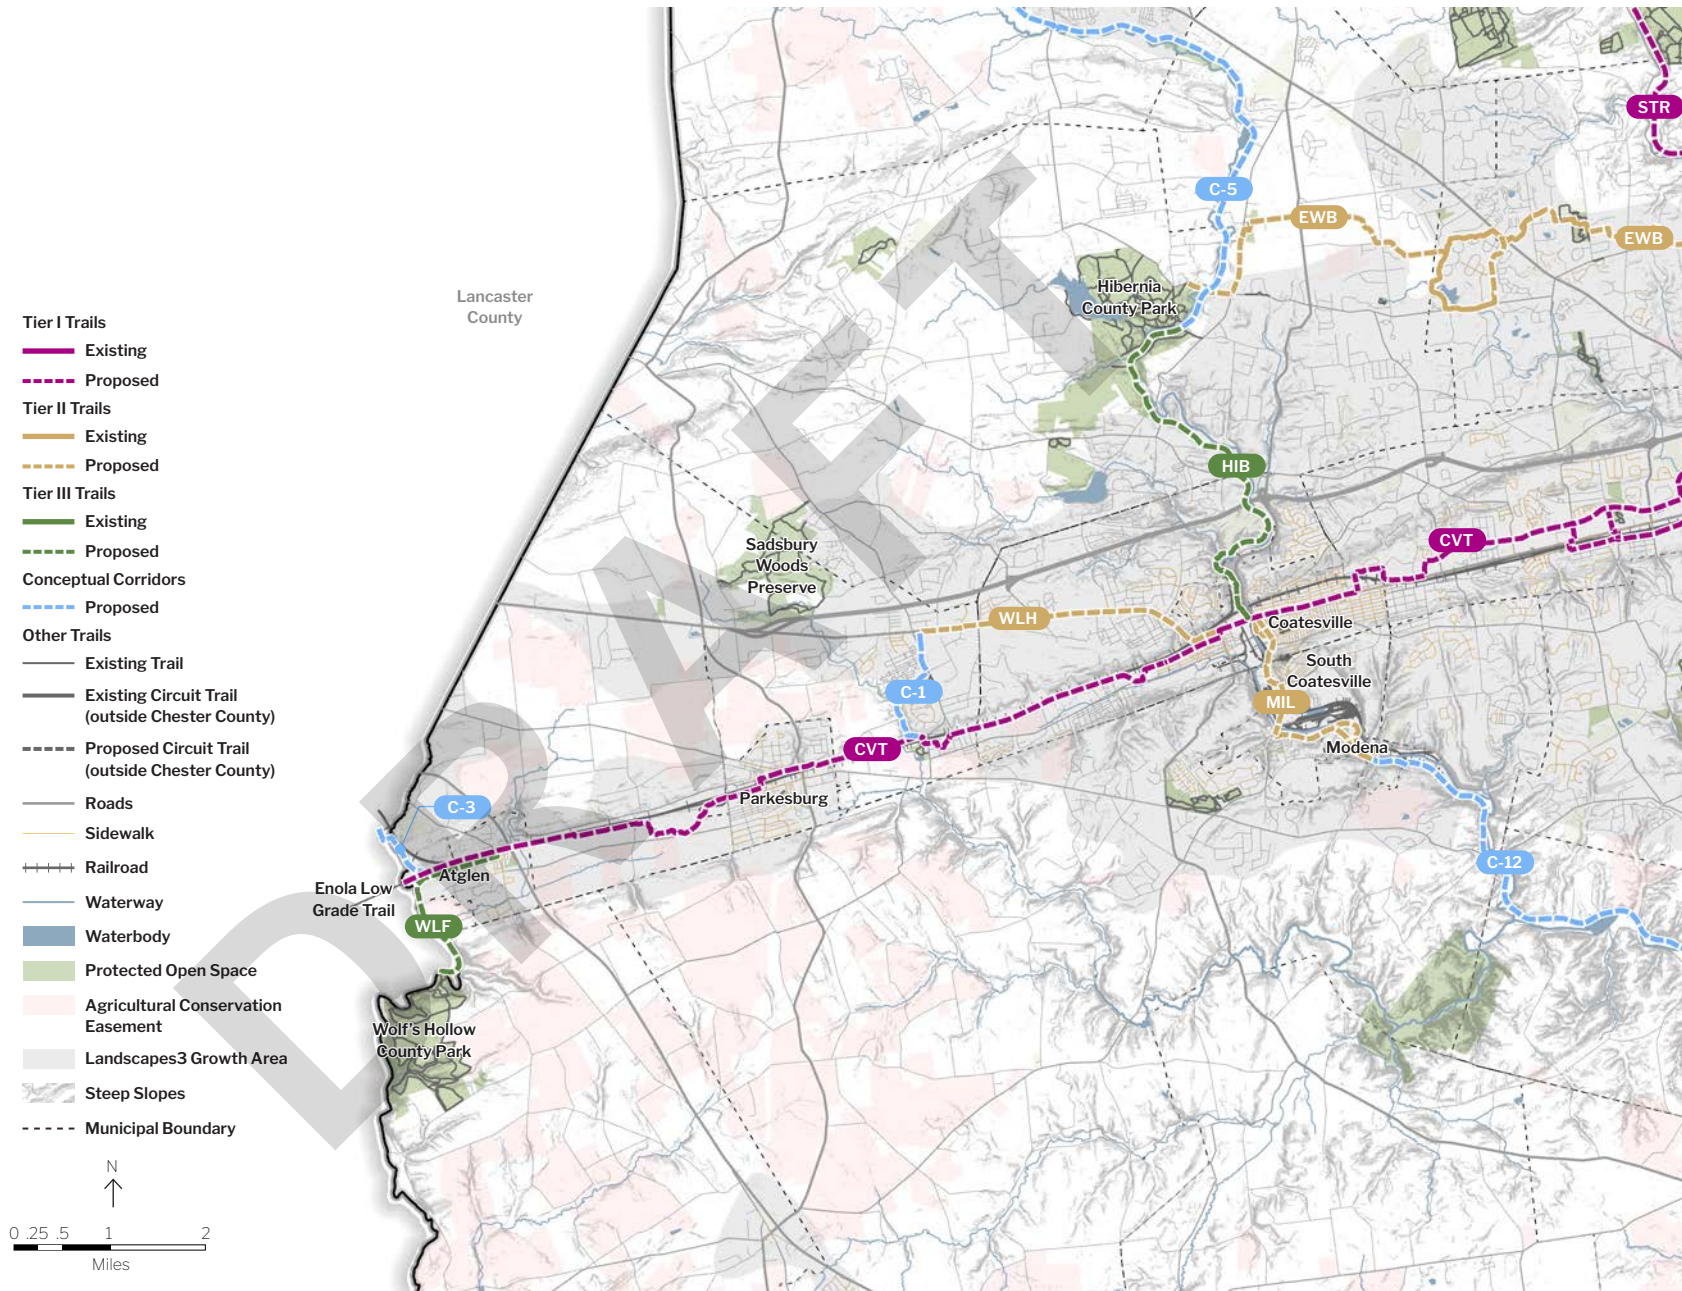 Tier I Trails
Existing
Proposed
Tier II Trails
Existing
Proposed
Tier III Trails
Existing
Proposed
Conceptual Corridors
Proposed
Other Trails
Existing Trail
Existing Circuit Trail
(outside Chester County)
Proposed Circuit Trail
(outside Chester County)
Roads
Sidewalk
Railroad
Waterway
Waterbody
Protected Open Space
Agricultural Conservation
Easement
Landscapes3 Growth Area
Steep Slopes
Municipal Boundary
N
0 .25 .5 1 2
Miles
DRAFT
STR
C-5
EWB
EWB
Lancaster
County
Hibernia
County Park
HIB
CVT
Sadsbury
Woods
Preserve
WLH
Coatesville
South
Coatesville
C-1
MIL
CVT
Modena
Parkesburg
C-3
C-12
Atglen
Enola Low
Grade Trail
WLF
Wolf's Hollow
County Park